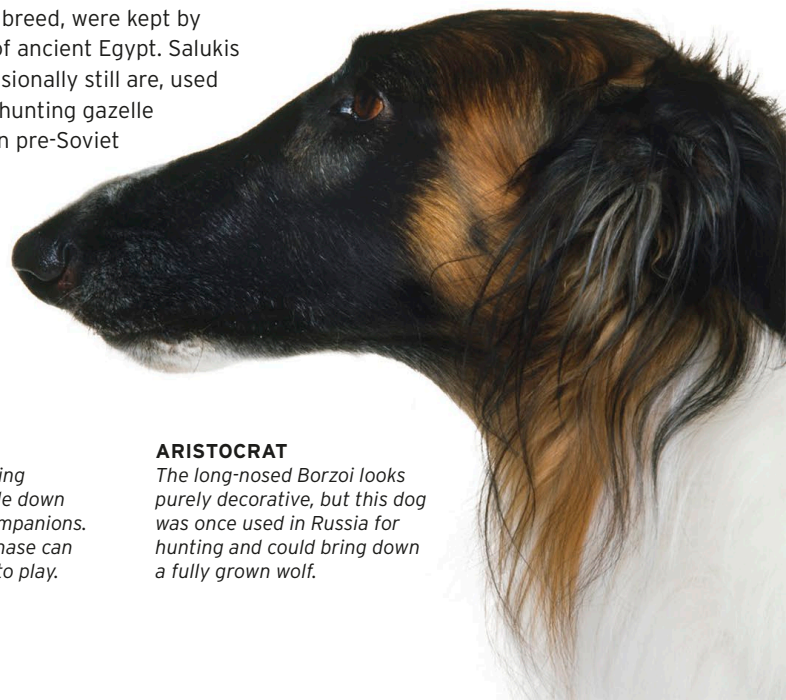 breed, were kept by
of ancient Egypt. Salukis
sionally still are, used
hunting gazelle
n pre-Soviet
ing
le down
mpanions.
hase can
to play.
ARISTOCRAT
The long-nosed Borzoi looks
purely decorative, but this dog
was once used in Russia for
hunting and could bring down
a fully grown wolf.